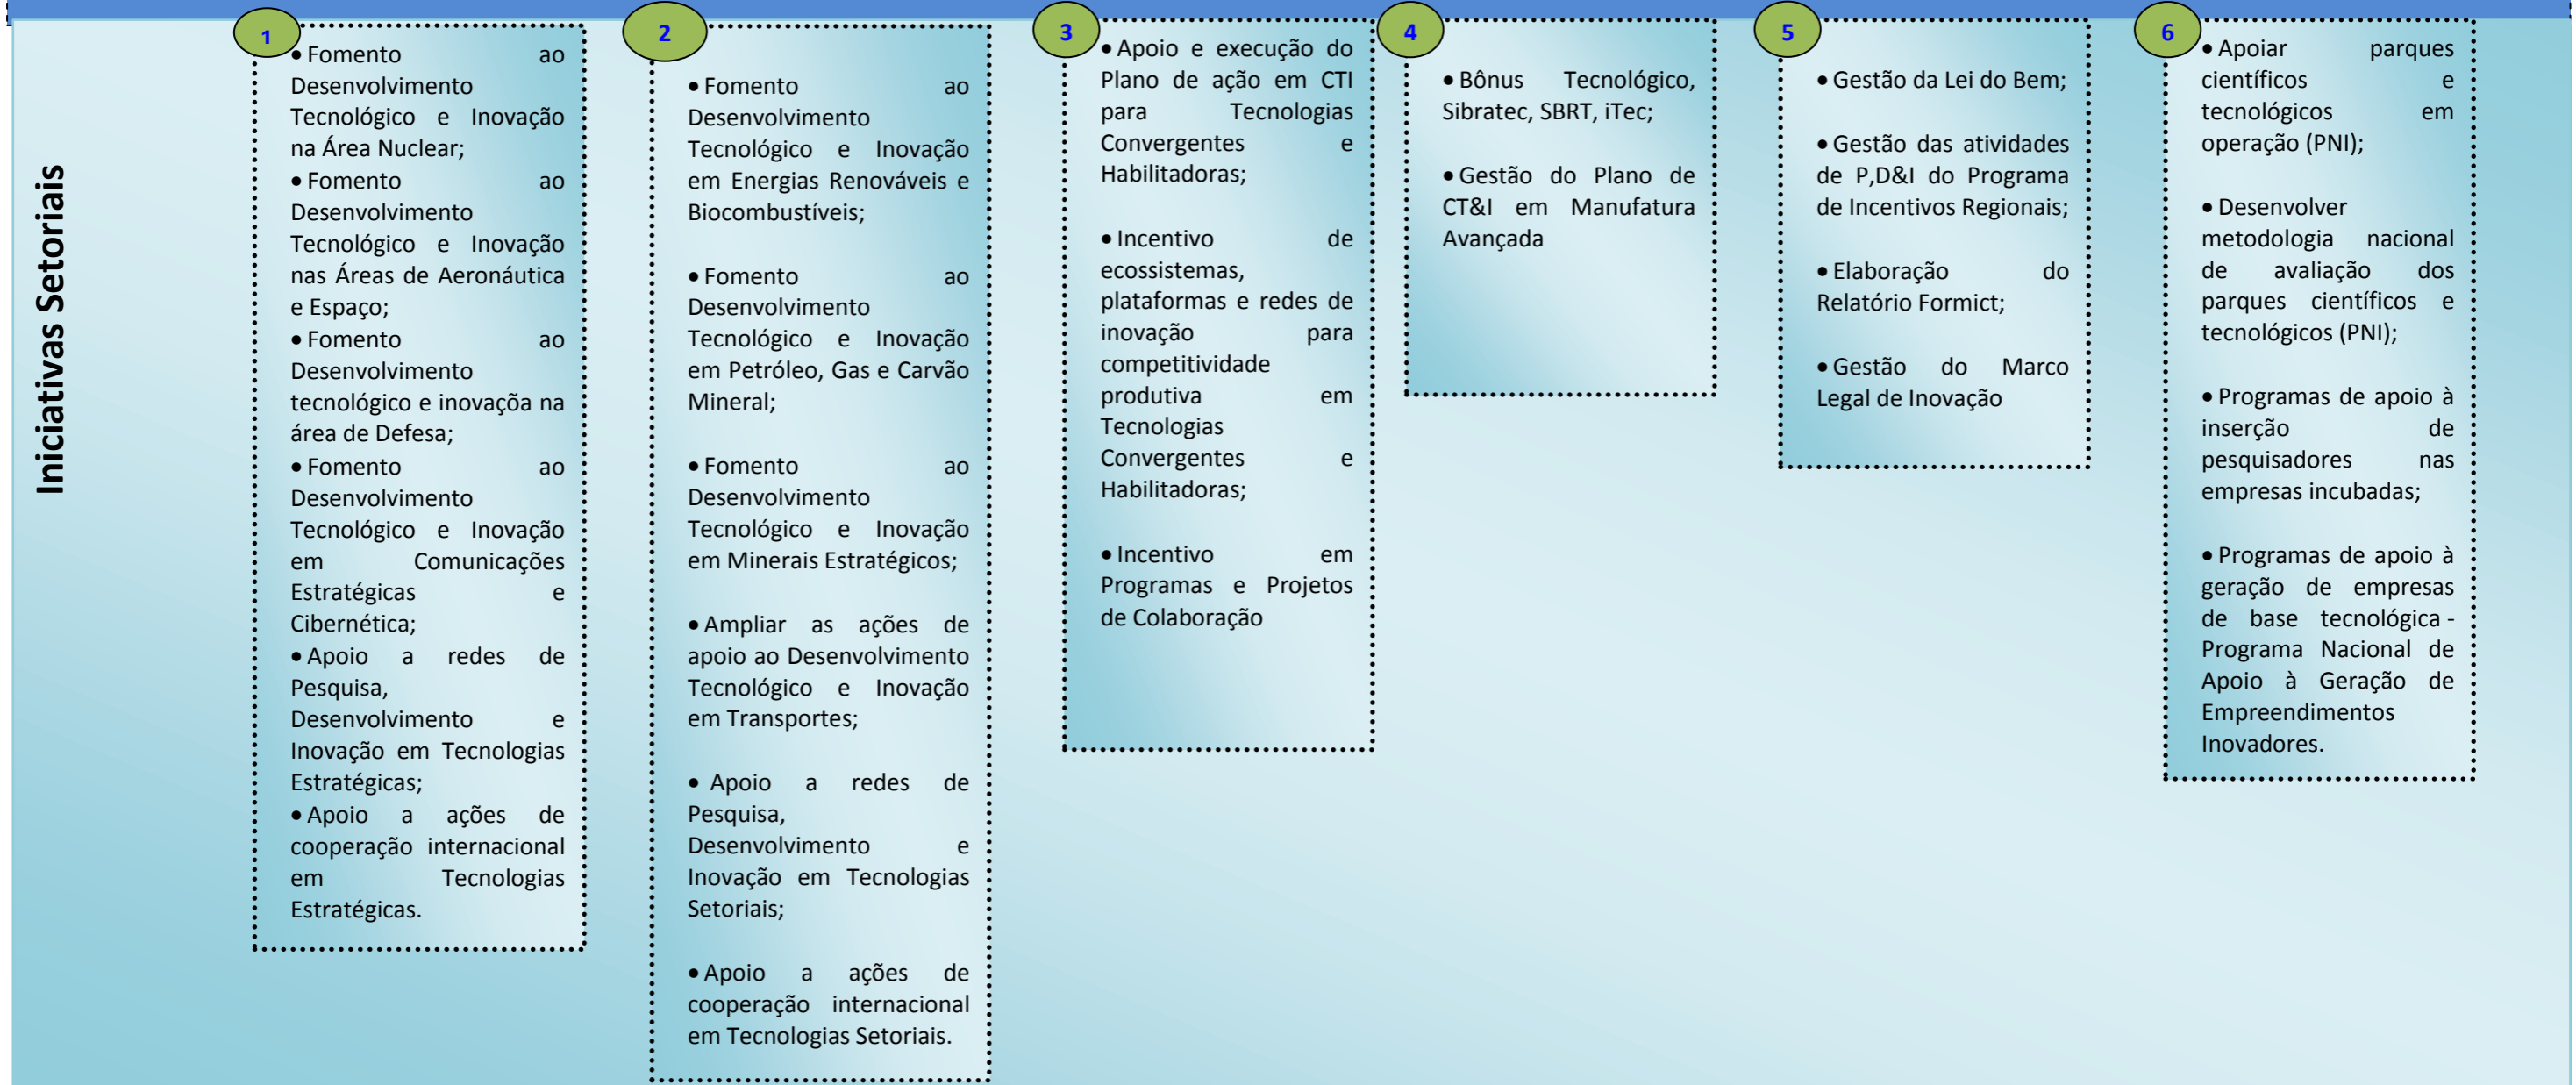 Iniciativas Setoriais
1
• Fomento ao
Desenvolvimento
Tecnológico e Inovação
na Área Nuclear;
• Fomento ao
Desenvolvimento
Tecnológico e Inovação
nas Áreas de Aeronáutica
e Espaço;
• Fomento ao
Desenvolvimento
tecnológico e inovaçõa na
área de Defesa;
• Fomento ao
Desenvolvimento
Tecnológico e Inovação
em Comunicações
Estratégicas e
Cibernética;
• Apoio a redes de
Pesquisa,
Desenvolvimento e
Inovação em Tecnologias
Estratégicas;
• Apoio a ações de
cooperação internacional
em Tecnologias
Estratégicas.
2
• Fomento ao
Desenvolvimento
Tecnológico e Inovação
em Energias Renováveis e
Biocombustíveis;
• Fomento ao
Desenvolvimento
Tecnológico e Inovação
em Petróleo, Gas e Carvão
Mineral;
• Fomento ao
Desenvolvimento
Tecnológico e Inovação
em Minerais Estratégicos;
• Ampliar as ações de
apoio ao Desenvolvimento
Tecnológico e Inovação
em Transportes;
• Apoio a redes de
Pesquisa,
Desenvolvimento e
Inovação em Tecnologias
Setoriais;
• Apoio a ações de
cooperação internacional
em Tecnologias Setoriais.
3
• Apoio e execução do
Plano de ação em CTI
para Tecnologias
Convergentes e
Habilitadoras;
• Incentivo de
ecossistemas,
plataformas e redes de
inovação para
competitividade
produtiva em
Tecnologias
Convergentes e
Habilitadoras;
• Incentivo em
Programas e Projetos
de Colaboração
4
• Bônus Tecnológico,
Sibratec, SBRT, iTec;
• Gestão do Plano de
CT&I em Manufatura
Avançada
5
• Gestão da Lei do Bem;
• Gestão das atividades
de P,D&I do Programa
de Incentivos Regionais;
• Elaboração do
Relatório Formict;
• Gestão do Marco
Legal de Inovação
6
• Apoiar parques
científicos e
tecnológicos em
operação (PNI);
• Desenvolver
metodologia nacional
de avaliação dos
parques científicos e
tecnológicos (PNI);
• Programas de apoio à
inserção de
pesquisadores nas
empresas incubadas;
• Programas de apoio à
geração de empresas
de base tecnológica -
Programa Nacional de
Apoio à Geração de
Empreendimentos
Inovadores.